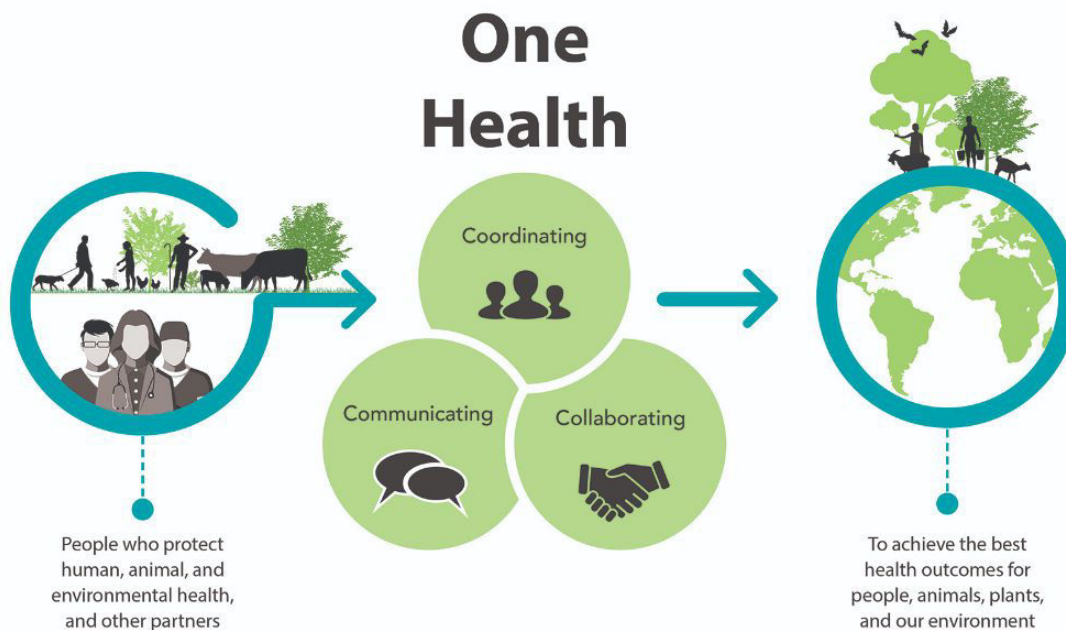 One
Health
Coordinating
Communicating
Collaborating
People who protect
human, animal, and
environmental health,
and other partners
To achieve the best
health outcomes for
people, animals, plants,
and our environment